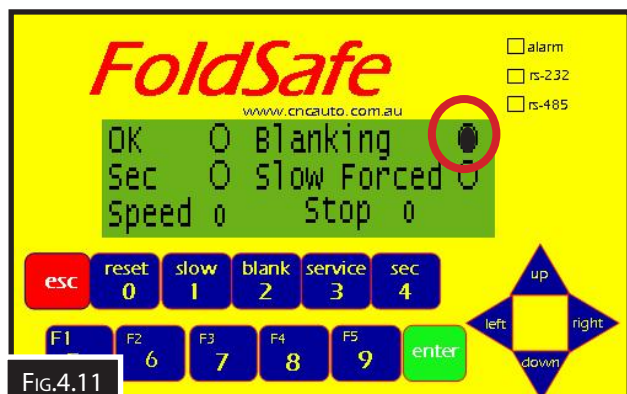 FoldSafe
www.cncauto.com.au
alarm
rs-232
rs-485
OK Blanking
Sec Slow Forced
Speed 0 Stop 0
esc
reset 0
slow 1
blank 2
service 3
sec 4
F1
F2 6
F3 7
F4 8
F5 9
enter
up
left
right
down
Fig.4.11